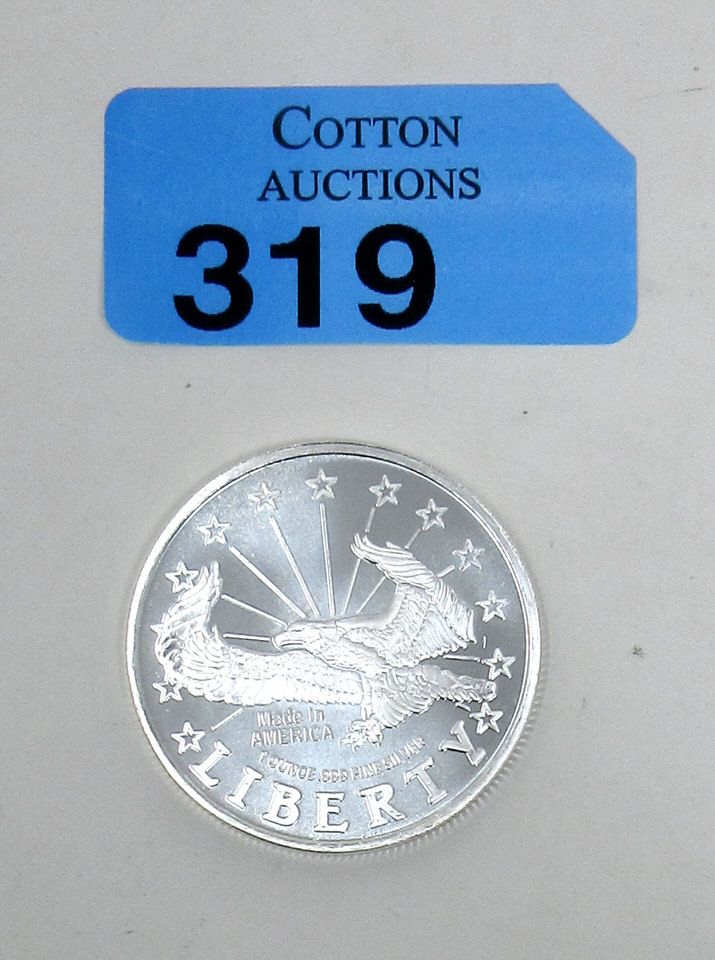 COTTON
AUCTIONS
319
Made In
AMERICA
1 OUNCE .999 FINE SILVER
LIBERTY